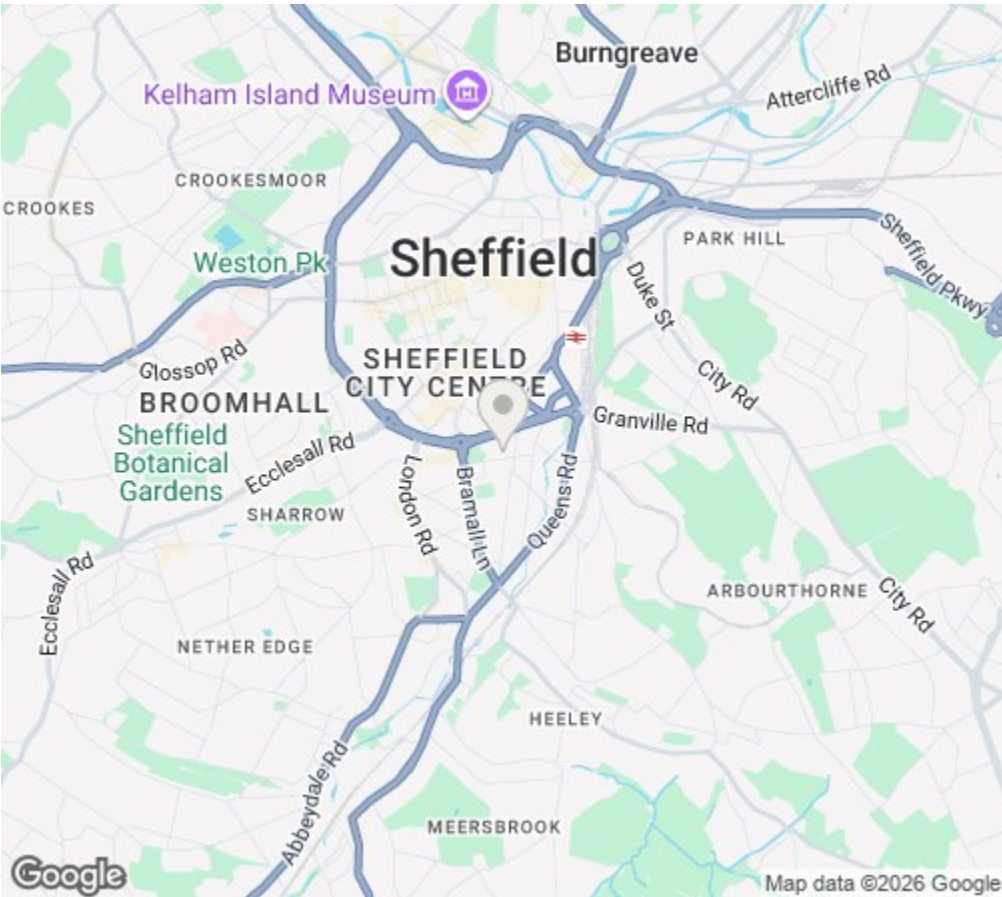 Burngreave
Kelham Island Museum
Attercliffe Rd
CROOKESMOOR
CROOKES
PARK HILL
Sheffield Pkwy
Weston Pk
Sheffield
Duke St
Glossop Rd
SHEFFIELD
CITY CENTRE
City Rd
BROOMHALL
Granville Rd
Sheffield
Botanical
Gardens
Ecclesall Rd
London Rd
Bramall Ln
Queens Rd
SHARROW
Ecclesall Rd
ARBOURTHORNE
City Rd
NETHER EDGE
HEELEY
Abbeydale Rd
MEERSBROOK
Google
Map data ©2026 Google